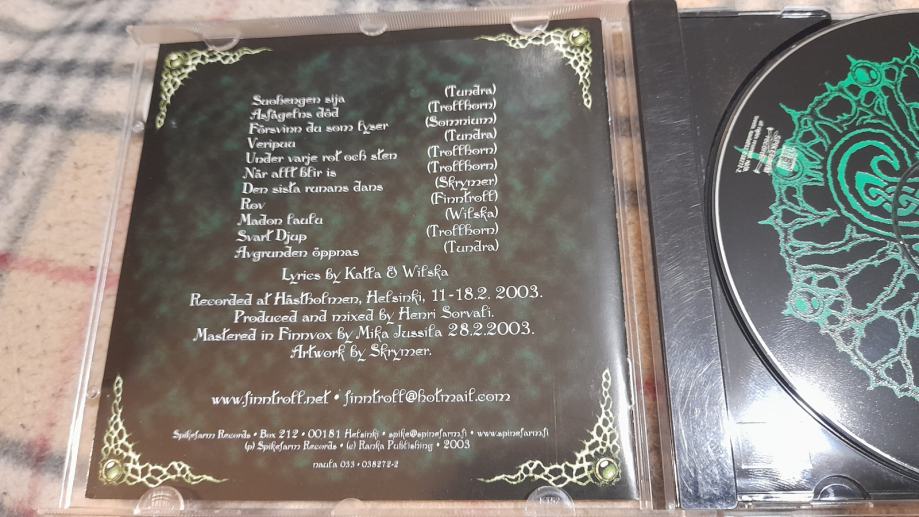 Suohengen sija (Tundra)
Asfågelns död (Trollhorn)
Försvinn du som lyser (Somnium)
Veripuu (Tundra)
Under varje rot och sten (Trollhorn)
När allt blir is (Trollhorn)
Den sista runans dans (Skrymer)
Rov (Finntroll)
Madon laulu (Wilska)
Svart Djup (Trollhorn)
Avgrunden öppnas (Tundra)
Lyrics by Katla & Wilska
Recorded at Hästholmen, Helsinki, 11-18.2. 2003.
Produced and mixed by Henri Sorvali.
Mastered in Finnvox by Mika Jussila 28.2.2003.
Artwork by Skrymer.
www.finntroll.net • finntroll@hotmail.com
Spikefarm Records • Box 212 • 00181 Helsinki • spike@spinefarm.fi • www.spinefarm.fi
(p) Spikefarm Records • (c) Ranka Publishing • 2003
naula 033 • 038272-2